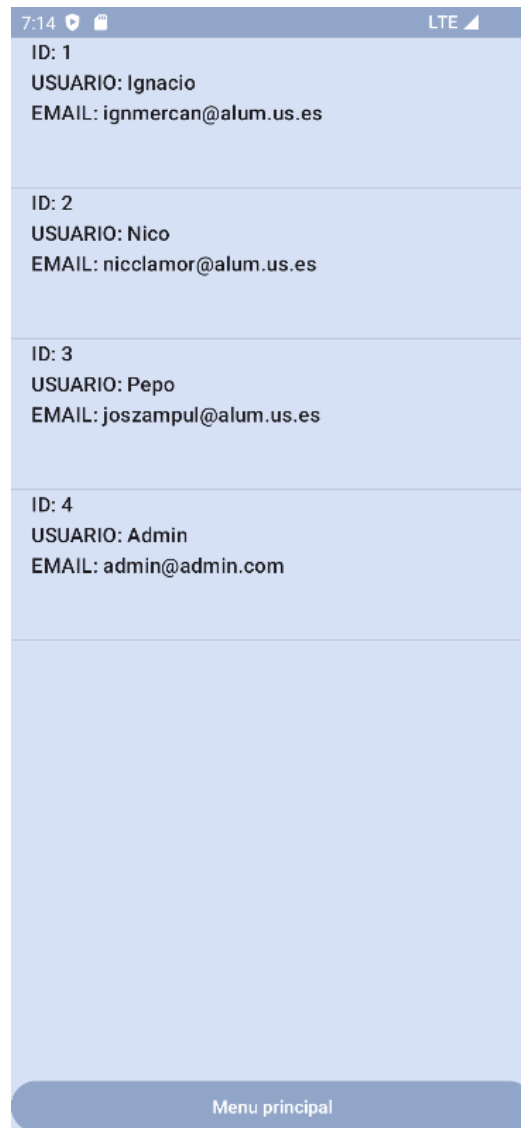 7:14 LTE
ID: 1
USUARIO: Ignacio
EMAIL: ignmercan@alum.us.es
ID: 2
USUARIO: Nico
EMAIL: nicclamor@alum.us.es
ID: 3
USUARIO: Pepo
EMAIL: joszampul@alum.us.es
ID: 4
USUARIO: Admin
EMAIL: admin@admin.com
Menu principal